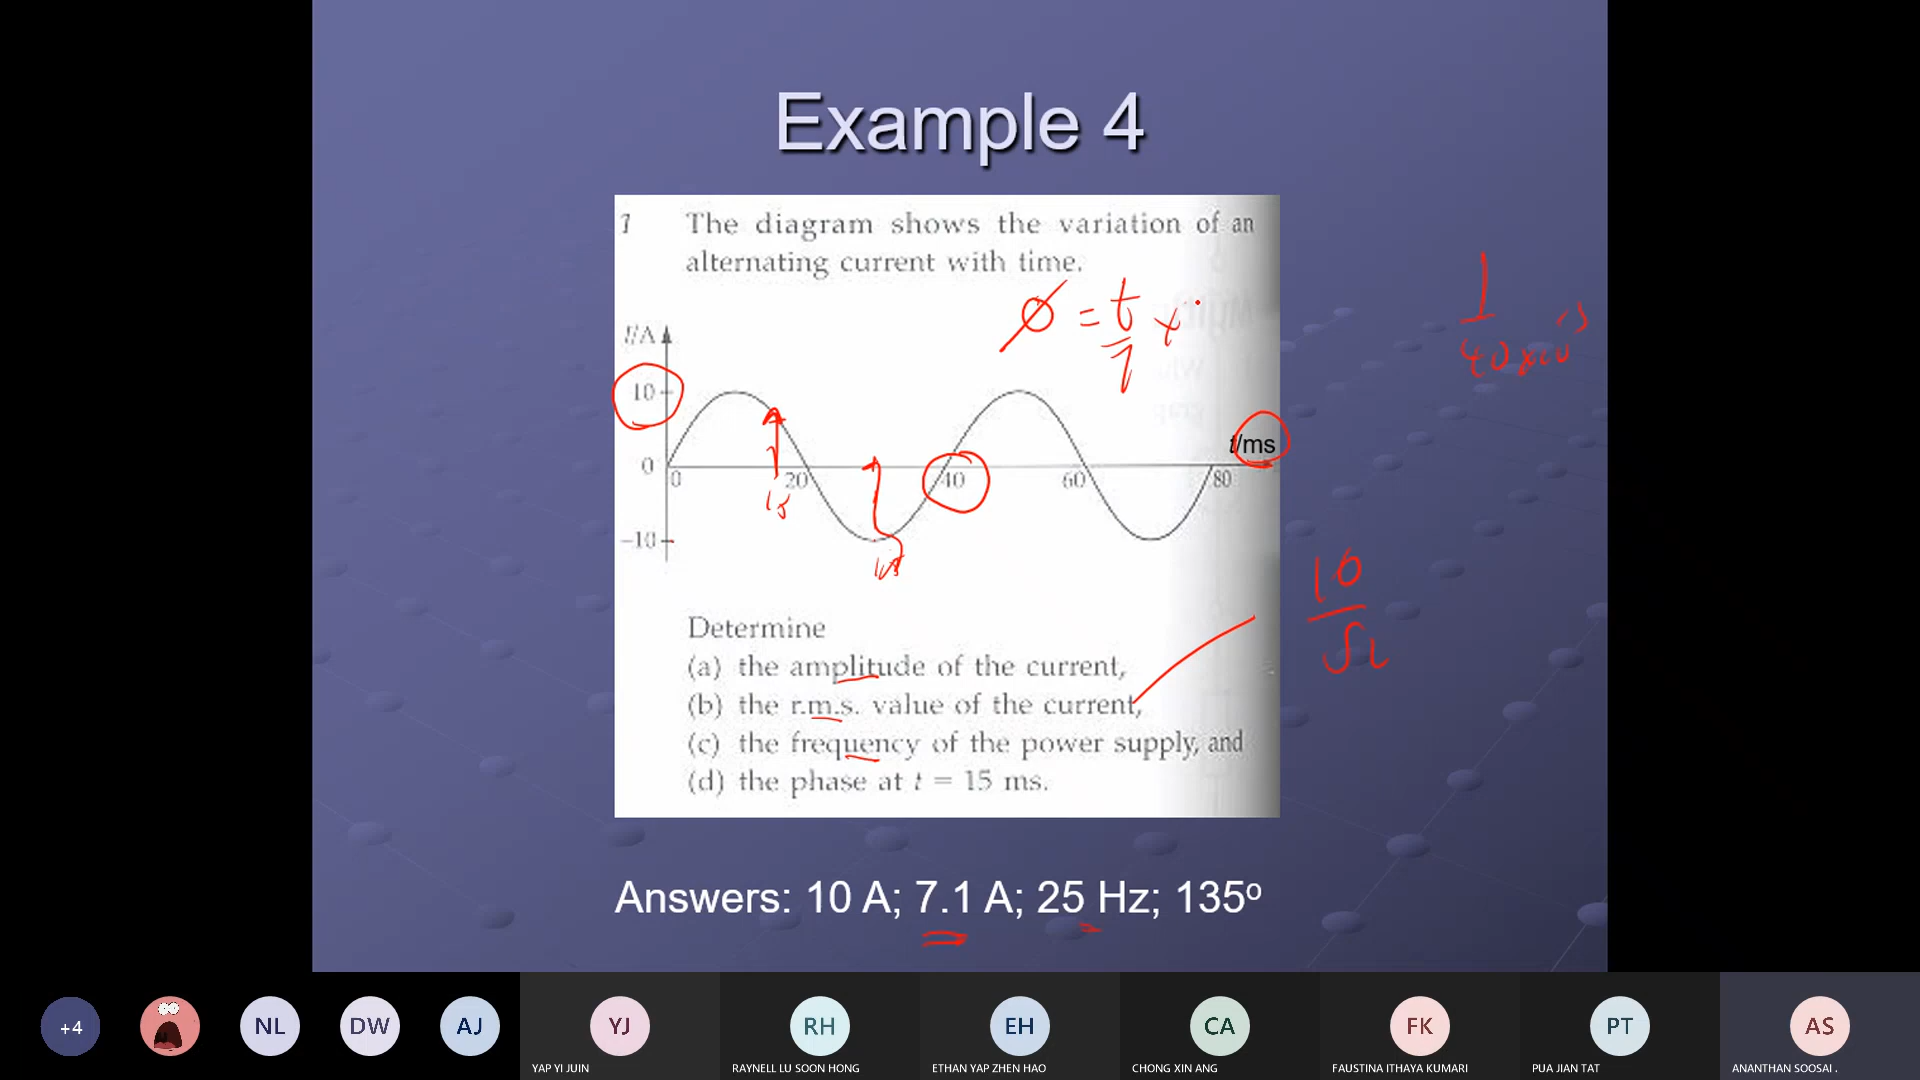 Example 4
The diagram shows the variation of an
alternating current with time.
ø = t/T x
1
I/A
10
t/ms
0
0 20 40 60 80
15
-10
10
Determine
(a) the amplitude of the current,
(b) the r.m.s. value of the current,
(c) the frequency of the power supply, and
(d) the phase at t = 15 ms.
Answers: 10 A; 7.1 A; 25 Hz; 135º
+4
NL
DW
AJ
YJ
RH
EH
CA
FK
PT
AS
YAP YI JUIN
RAYNELL LU SOON HONG
ETHAN YAP ZHEN HAO
CHONG XIN ANG
FAUSTINA ITHAYA KUMARI
PUA JIAN TAT
ANANTHAN SOOSAI .